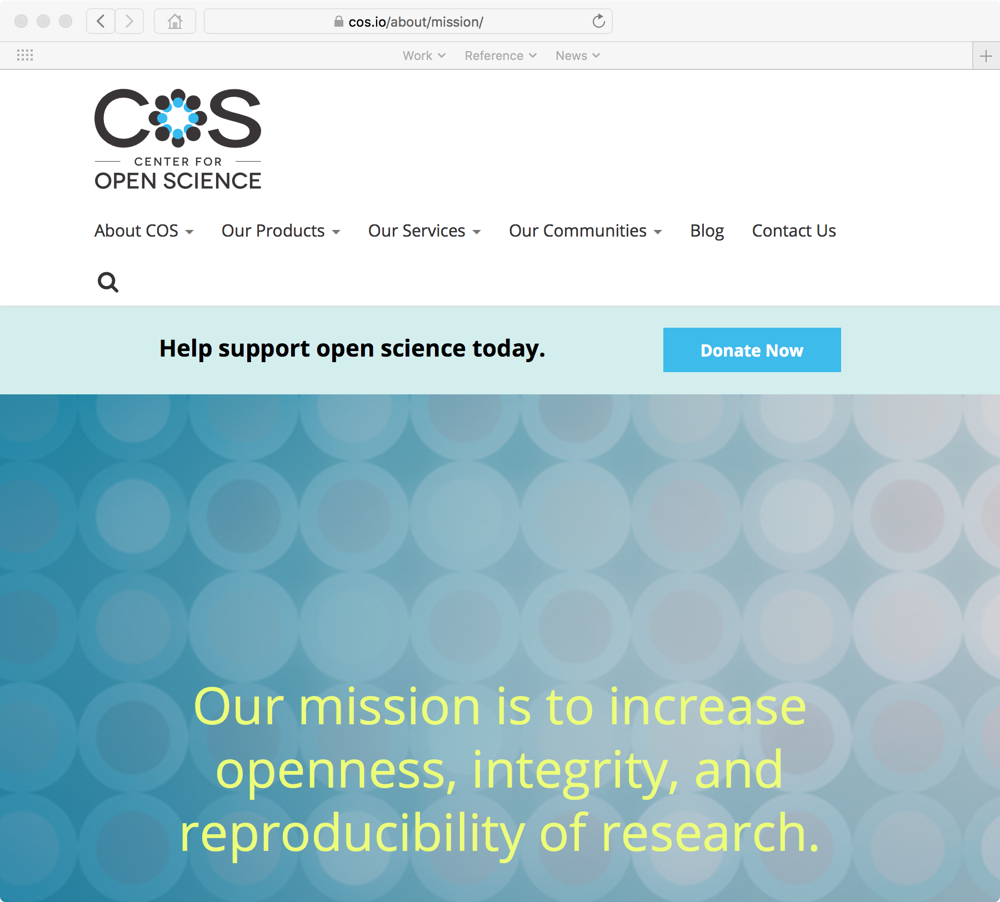 cos.io/about/mission/
Work Reference News
COS
CENTER FOR
OPEN SCIENCE
About COS Our Products Our Services Our Communities Blog Contact Us
Help support open science today. Donate Now
Our mission is to increase
openness, integrity, and
reproducibility of research.